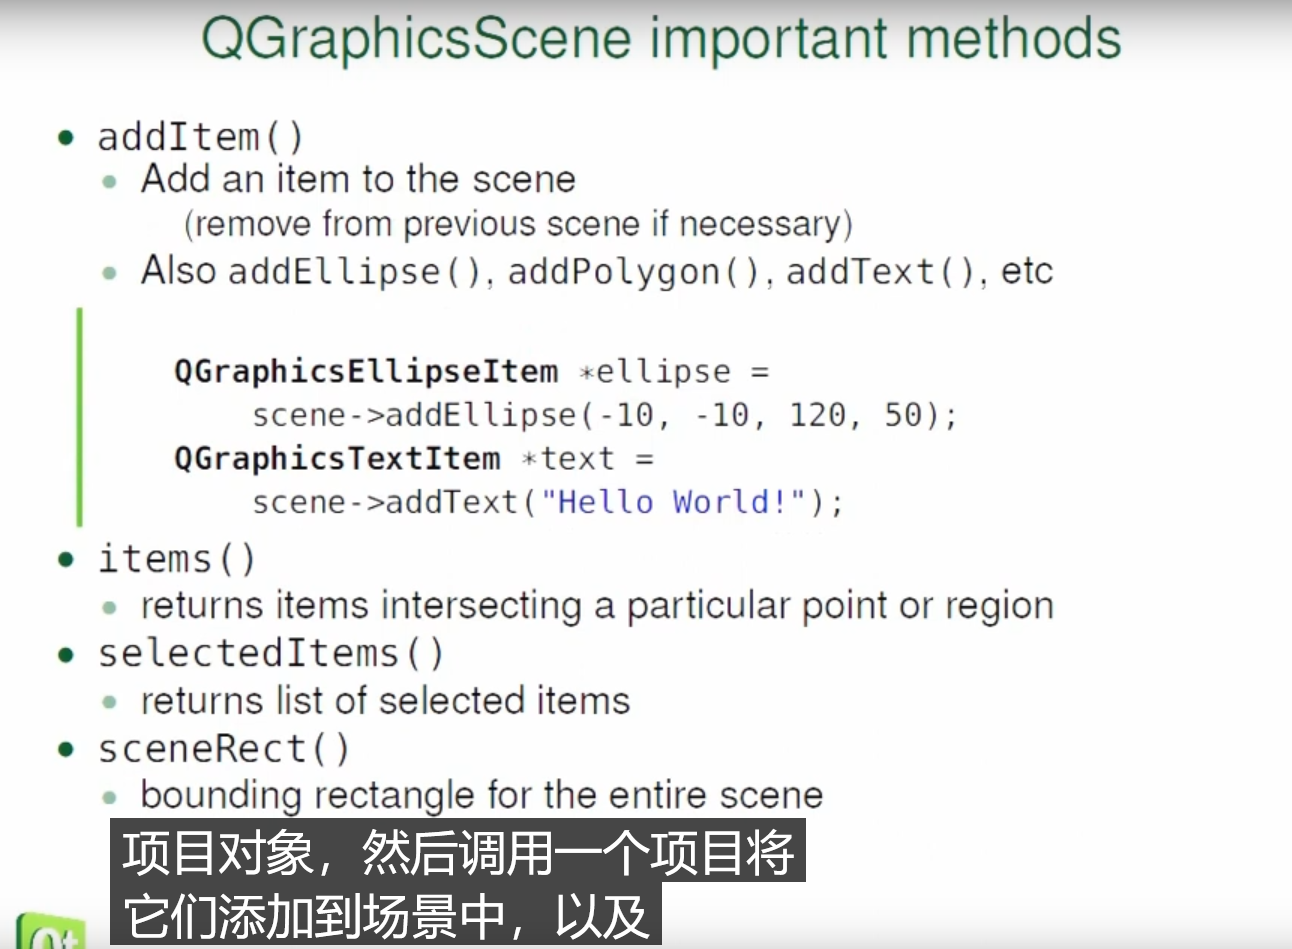 QGraphicsScene important methods
• addItem()
• Add an item to the scene
(remove from previous scene if necessary)
• Also addEllipse(), addPolygon(), addText(), etc
QGraphicsEllipseItem *ellipse =
scene->addEllipse(-10, -10, 120, 50);
QGraphicsTextItem *text =
scene->addText("Hello World!");
• items()
• returns items intersecting a particular point or region
• selectedItems()
• returns list of selected items
• sceneRect()
• bounding rectangle for the entire scene
项目对象，然后调用一个项目将
它们添加到场景中，以及
Qt